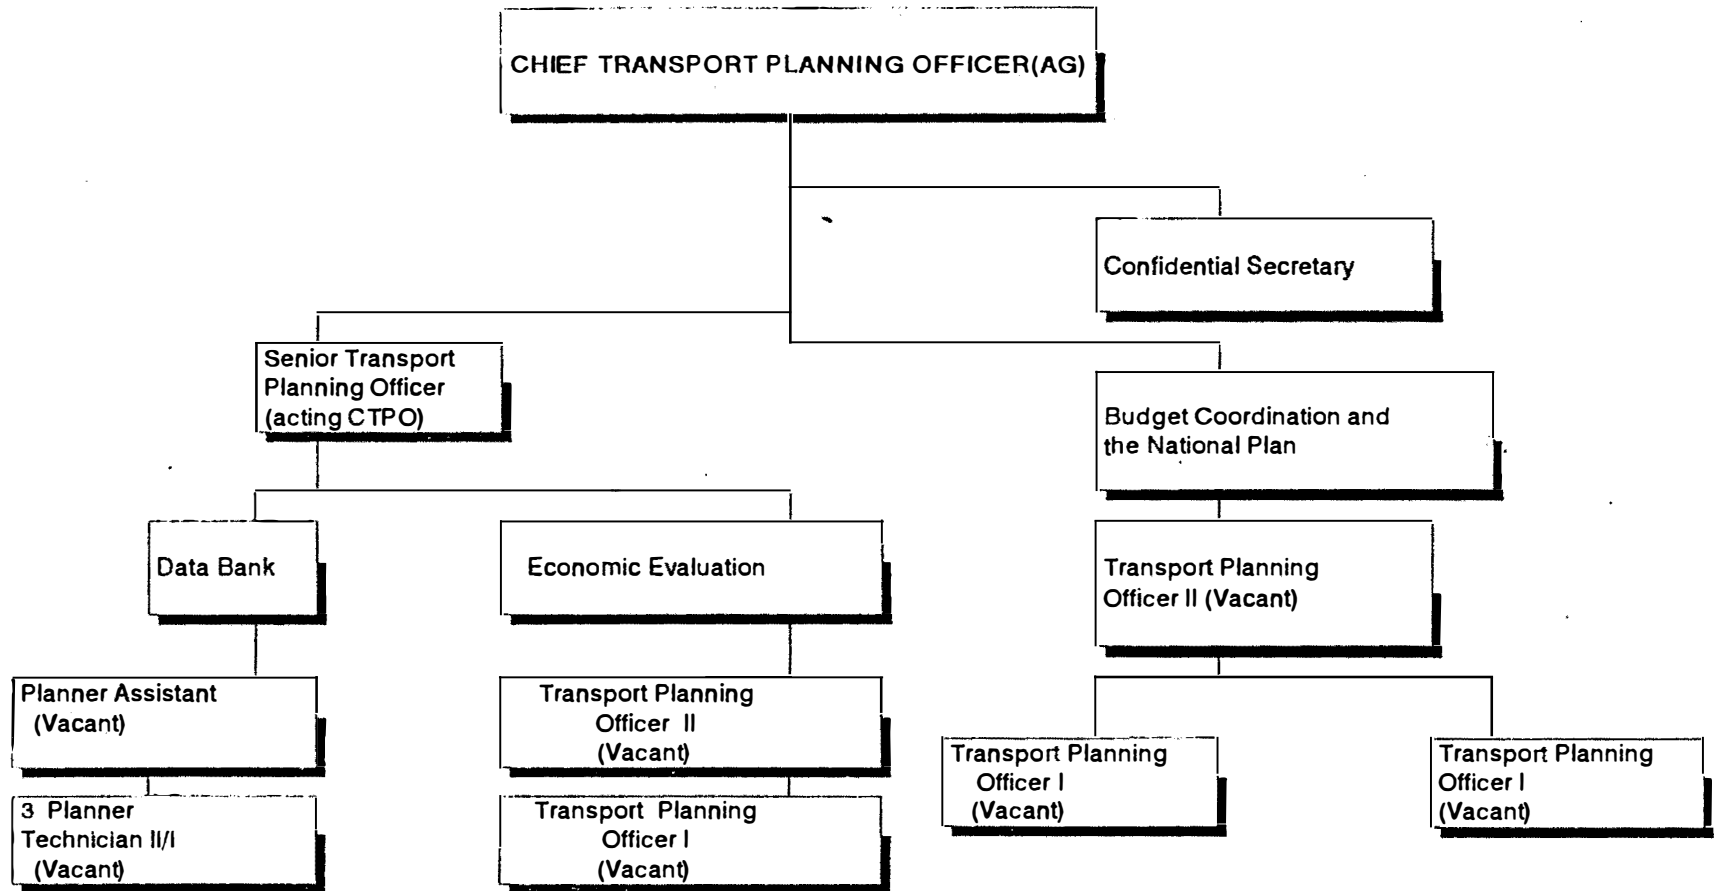 CHIEF TRANSPORT PLANNING OFFICER(AG)
Confidential Secretary
Senior Transport
Planning Officer
(acting CTPO)
Budget Coordination and
the National Plan
Data Bank
Economic Evaluation
Transport Planning
Officer II (Vacant)
Planner Assistant
(Vacant)
Transport Planning
Officer II
(Vacant)
Transport Planning
Officer I
(Vacant)
Transport Planning
Officer I
(Vacant)
3 Planner
Technician II/I
(Vacant)
Transport Planning
Officer I
(Vacant)